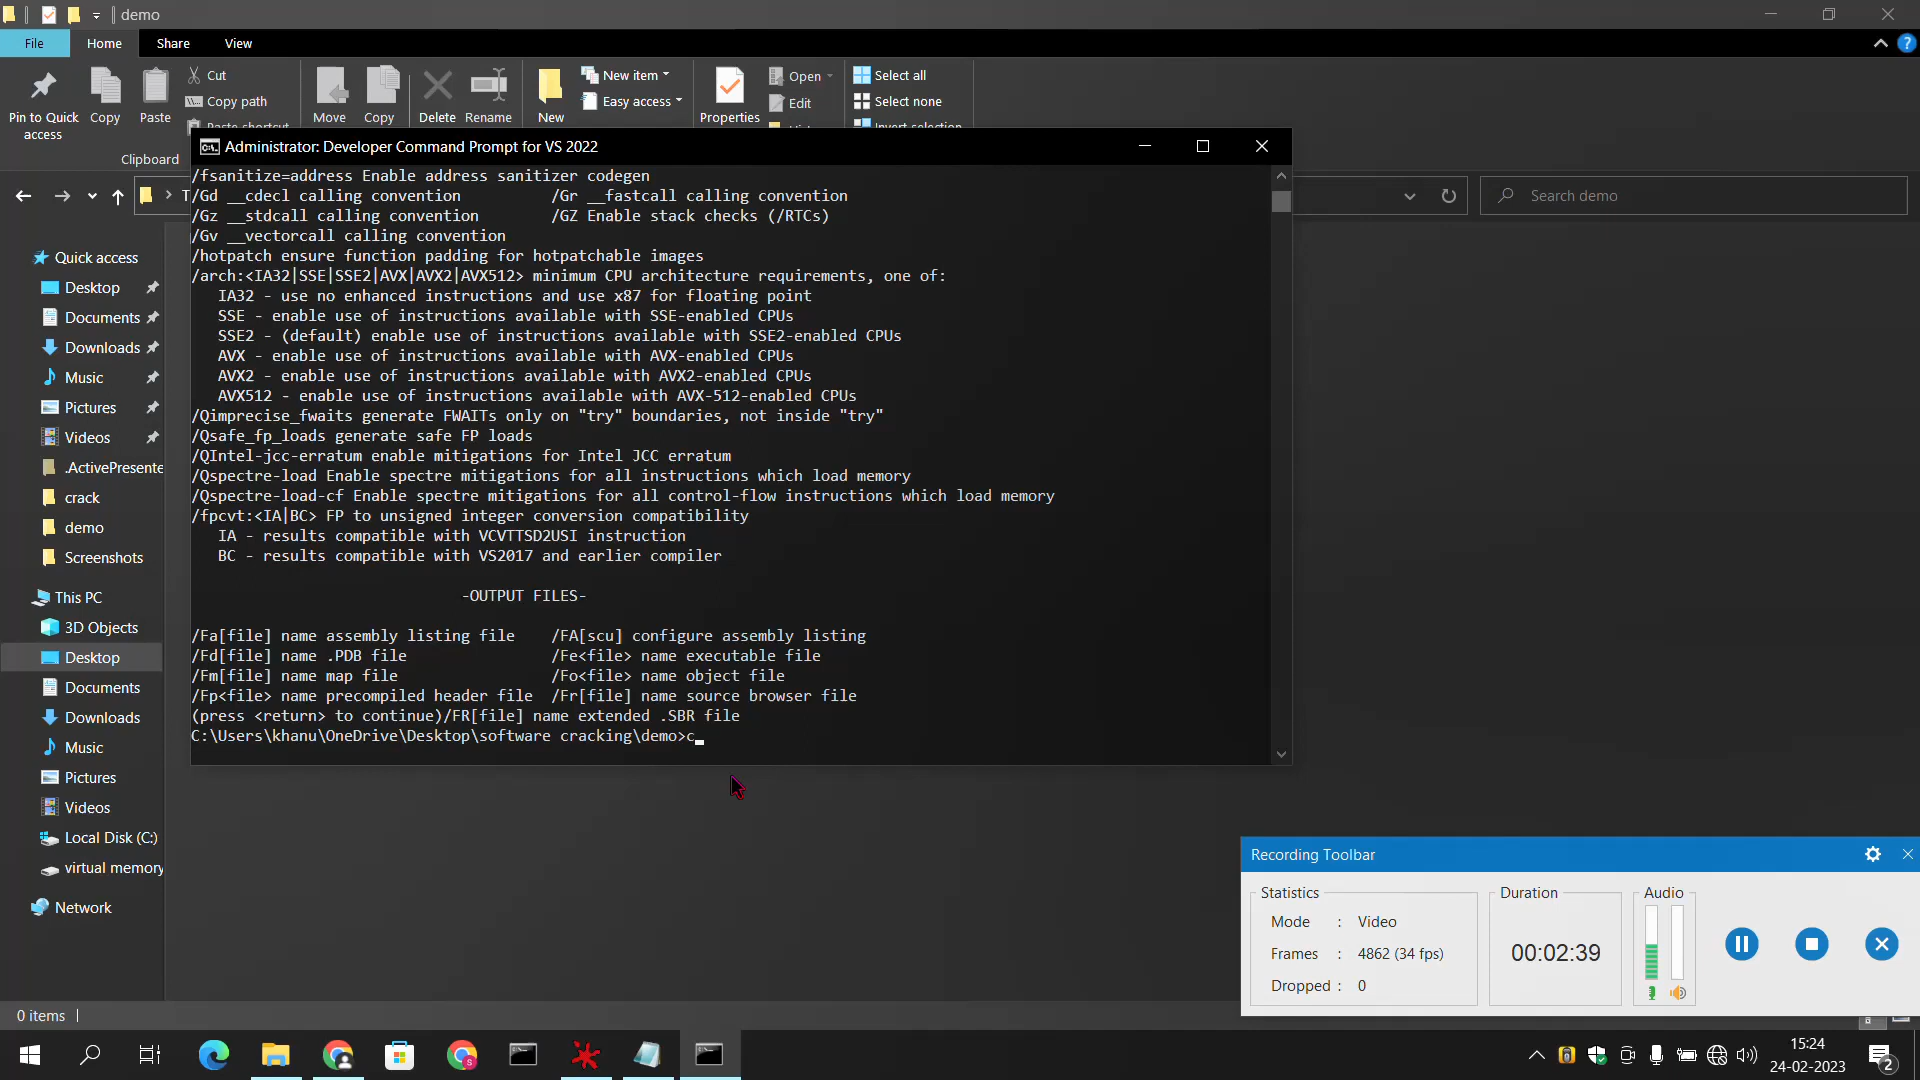 demo
File
Home
Share
View
Pin to Quick
access
Copy
Paste
Cut
Copy path
Paste shortcut
Clipboard
Move
Copy
Delete
Rename
New
New item
Easy access
Properties
Open
Edit
Select all
Select none
Invert selection
T
Search demo
Administrator: Developer Command Prompt for VS 2022
/fsanitize=address Enable address sanitizer codegen
/Gd __cdecl calling convention /Gr __fastcall calling convention
/Gz __stdcall calling convention /GZ Enable stack checks (/RTCs)
/Gv __vectorcall calling convention
/hotpatch ensure function padding for hotpatchable images
/arch:<IA32|SSE|SSE2|AVX|AVX2|AVX512> minimum CPU architecture requirements, one of:
IA32 - use no enhanced instructions and use x87 for floating point
SSE - enable use of instructions available with SSE-enabled CPUs
SSE2 - (default) enable use of instructions available with SSE2-enabled CPUs
AVX - enable use of instructions available with AVX-enabled CPUs
AVX2 - enable use of instructions available with AVX2-enabled CPUs
AVX512 - enable use of instructions available with AVX-512-enabled CPUs
/Qimprecise_fwaits generate FWAITs only on "try" boundaries, not inside "try"
/Qsafe_fp_loads generate safe FP loads
/QIntel-jcc-erratum enable mitigations for Intel JCC erratum
/Qspectre-load Enable spectre mitigations for all instructions which load memory
/Qspectre-load-cf Enable spectre mitigations for all control-flow instructions which load memory
/fpcvt:<IA|BC> FP to unsigned integer conversion compatibility
IA - results compatible with VCVTTSD2USI instruction
BC - results compatible with VS2017 and earlier compiler
-OUTPUT FILES-
/Fa[file] name assembly listing file /FA[scu] configure assembly listing
/Fd[file] name .PDB file /Fe<file> name executable file
/Fm[file] name map file /Fo<file> name object file
/Fp<file> name precompiled header file /Fr[file] name source browser file
(press <return> to continue)/FR[file] name extended .SBR file
C:\Users\khanu\OneDrive\Desktop\software cracking\demo>c_
Quick access
Desktop
Documents
Downloads
Music
Pictures
Videos
.ActivePresente
crack
demo
Screenshots
This PC
3D Objects
Desktop
Documents
Downloads
Music
Pictures
Videos
Local Disk (C:)
virtual memory
Network
0 items
Recording Toolbar
Statistics
Mode : Video
Frames : 4862 (34 fps)
Dropped : 0
Duration
00:02:39
Audio
15:24
24-02-2023
2